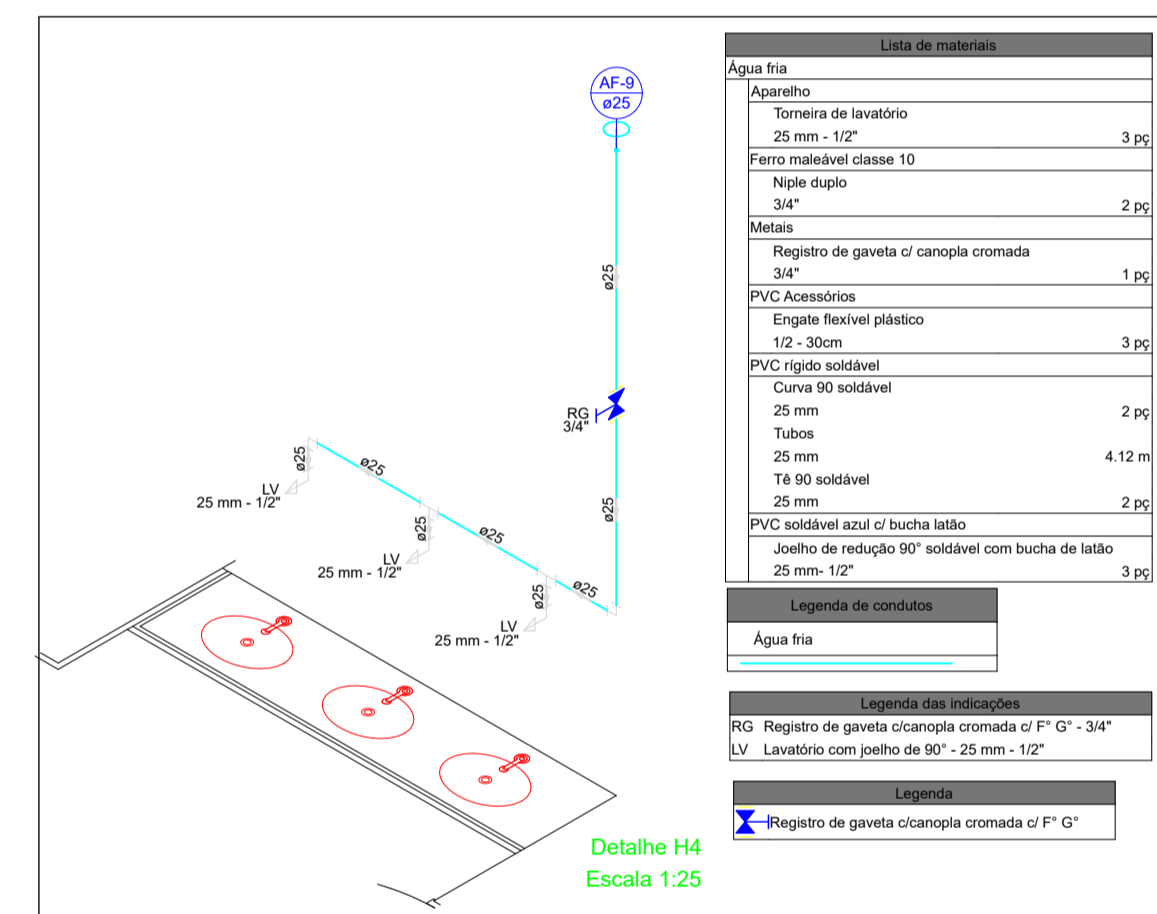 AF-9
ø25
ø25
RG
3/4"
ø25
ø25
ø25
LV
25 mm - 1/2"
ø25
ø25
LV
25 mm - 1/2"
ø25
ø25
LV
25 mm - 1/2"
Detalhe H4
Escala 1:25
Lista de materiais
Água fria
Aparelho
Torneira de lavatório
25 mm - 1/2" 3 pç
Ferro maleável classe 10
Niple duplo
3/4" 2 pç
Metais
Registro de gaveta c/ canopla cromada
3/4" 1 pç
PVC Acessórios
Engate flexível plástico
1/2 - 30cm 3 pç
PVC rígido soldável
Curva 90 soldável
25 mm 2 pç
Tubos
25 mm 4.12 m
Tê 90 soldável
25 mm 2 pç
PVC soldável azul c/ bucha latão
Joelho de redução 90° soldável com bucha de latão
25 mm- 1/2" 3 pç
Legenda de condutos
Água fria
Legenda das indicações
RG Registro de gaveta c/canopla cromada c/ F° G° - 3/4"
LV Lavatório com joelho de 90° - 25 mm - 1/2"
Legenda
Registro de gaveta c/canopla cromada c/ F° G°